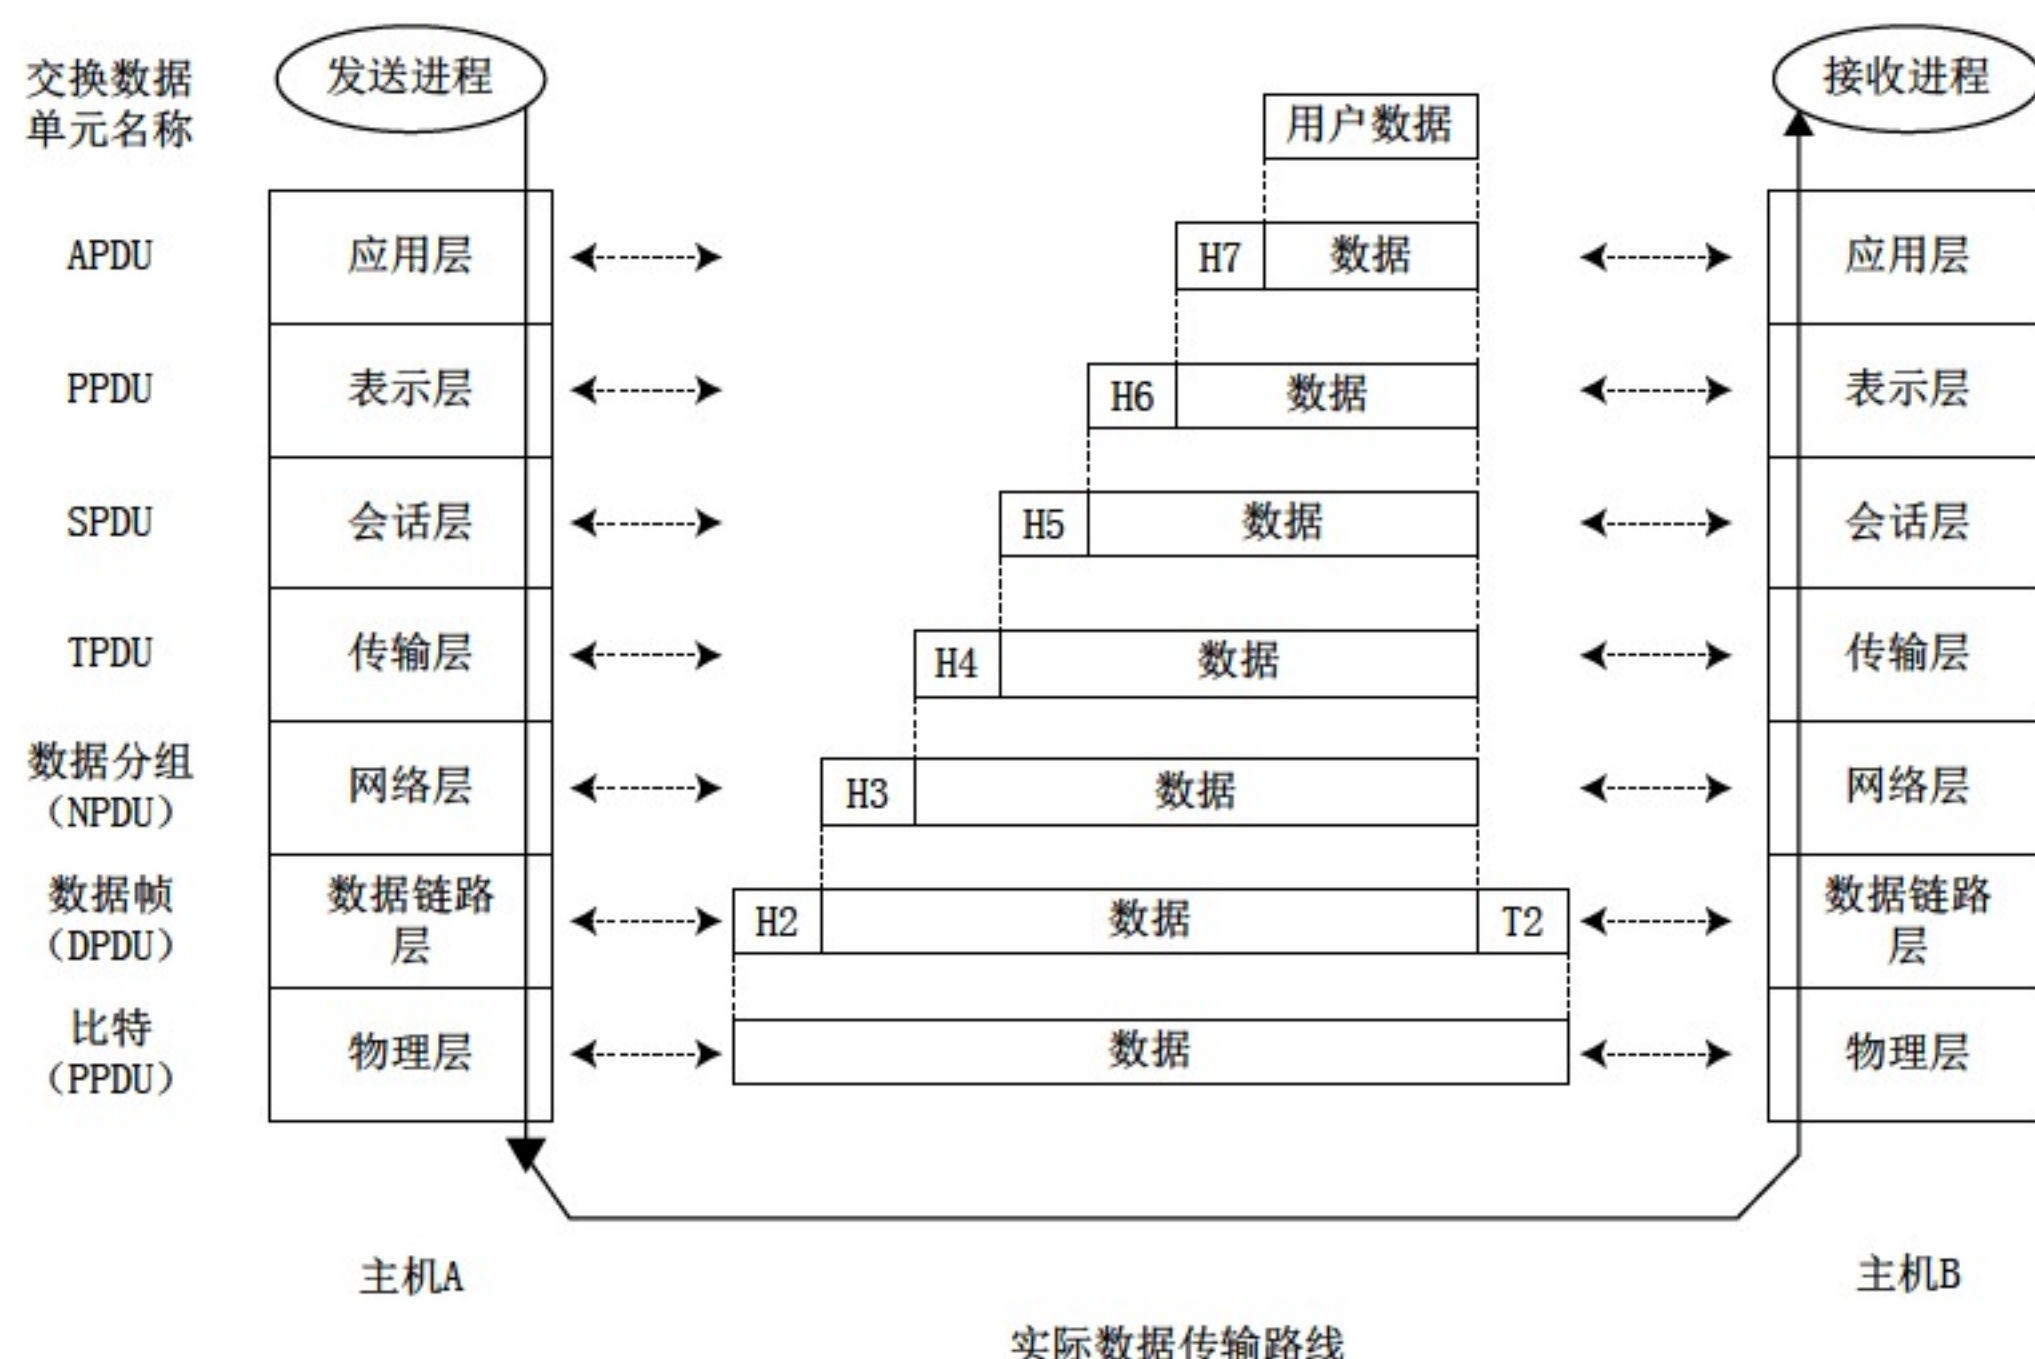 交换数据
单元名称
发送进程
接收进程
用户数据
APDU
应用层
H7
数据
应用层
PPDU
表示层
H6
数据
表示层
SPDU
会话层
H5
数据
会话层
TPDU
传输层
H4
数据
传输层
数据分组
（NPDU）
网络层
H3
数据
网络层
数据帧
（DPDU）
数据链路
层
H2
数据
T2
数据链路
层
比特
（PPDU）
物理层
数据
物理层
主机A
主机B
实际数据传输路线